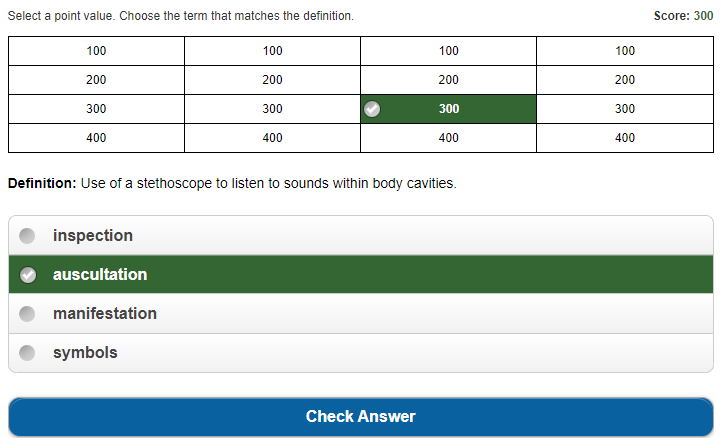 Select a point value. Choose the term that matches the definition. Score: 300
100 100 100 100
200 200 200 200
300 300 300 300
400 400 400 400
Definition: Use of a stethoscope to listen to sounds within body cavities.
inspection
auscultation
manifestation
symbols
Check Answer